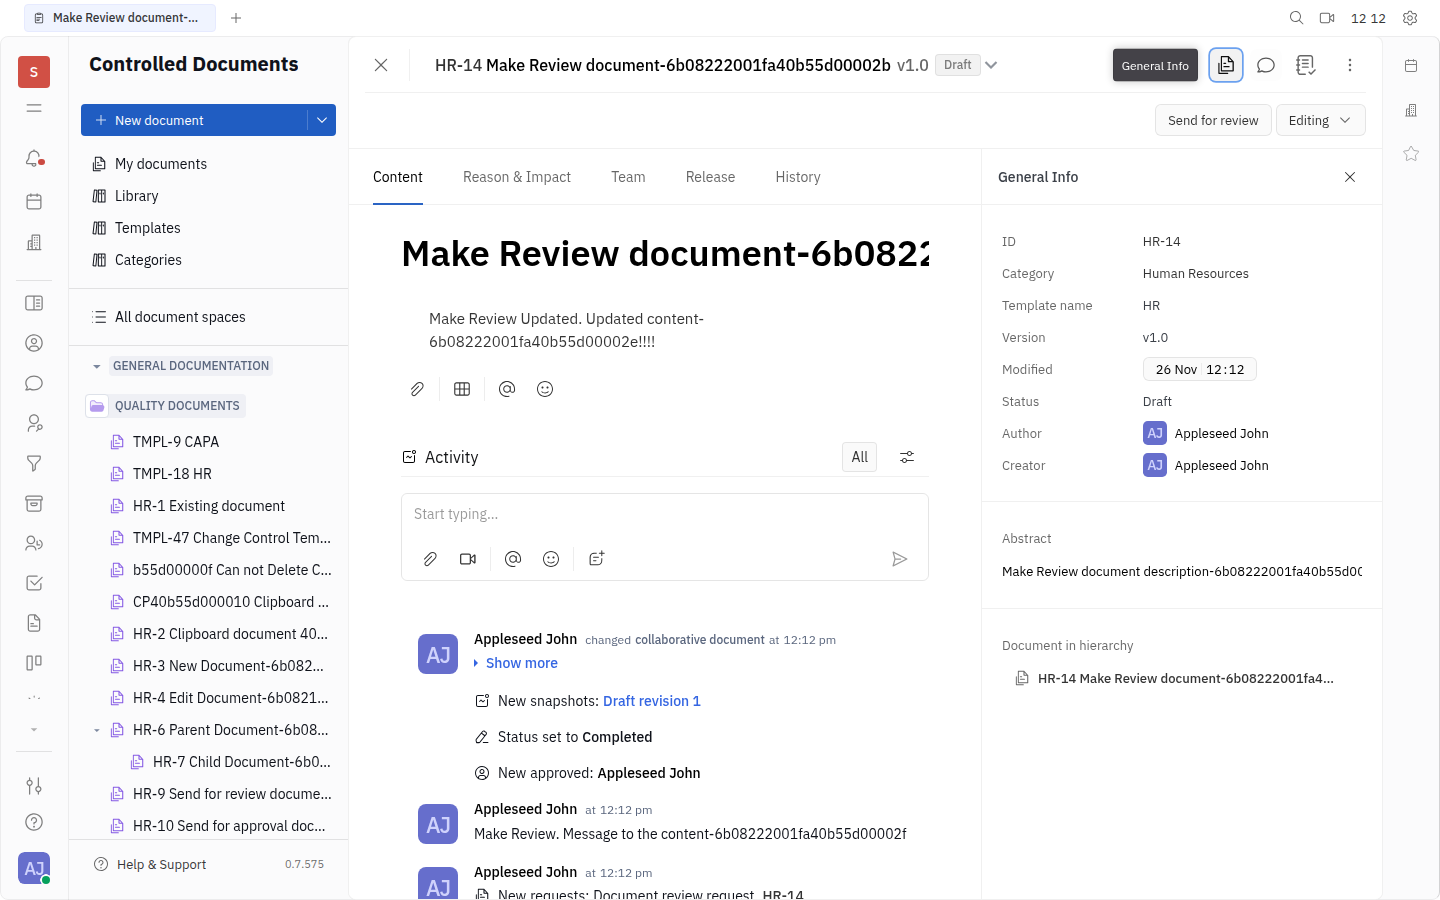 Make Review document-...
12 12
S
Controlled Documents
New document
My documents
Library
Templates
Categories
All document spaces
GENERAL DOCUMENTATION
QUALITY DOCUMENTS
TMPL-9 CAPA
TMPL-18 HR
HR-1 Existing document
TMPL-47 Change Control Tem...
b55d00000f Can not Delete C...
CP40b55d000010 Clipboard ...
HR-2 Clipboard document 40...
HR-3 New Document-6b082...
HR-4 Edit Document-6b0821...
HR-6 Parent Document-6b08...
HR-7 Child Document-6b0...
HR-9 Send for review docume...
HR-10 Send for approval doc...
Help & Support 0.7.575
AJ
HR-14 Make Review document-6b08222001fa40b55d00002b v1.0 Draft
General Info
Send for review
Editing
Content Reason & Impact Team Release History
Make Review document-6b0822
Make Review Updated. Updated content-
6b08222001fa40b55d00002e!!!!
Activity
All
Start typing...
AJ
Appleseed John changed collaborative document at 12:12 pm
Show more
New snapshots: Draft revision 1
Status set to Completed
New approved: Appleseed John
AJ
Appleseed John at 12:12 pm
Make Review. Message to the content-6b08222001fa40b55d00002f
AJ
Appleseed John at 12:12 pm
New requests: Document review request HR-14
General Info
ID HR-14
Category Human Resources
Template name HR
Version v1.0
Modified 26 Nov 12:12
Status Draft
Author AJ Appleseed John
Creator AJ Appleseed John
Abstract
Make Review document description-6b08222001fa40b55d00
Document in hierarchy
HR-14 Make Review document-6b08222001fa4...